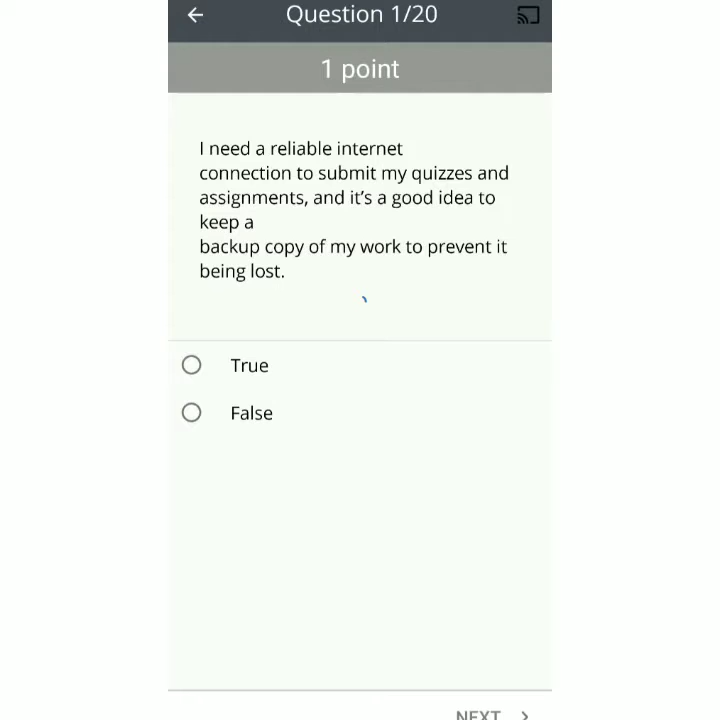 Question 1/20
1 point
I need a reliable internet
connection to submit my quizzes and
assignments, and it’s a good idea to
keep a
backup copy of my work to prevent it
being lost.
True
False
NEXT